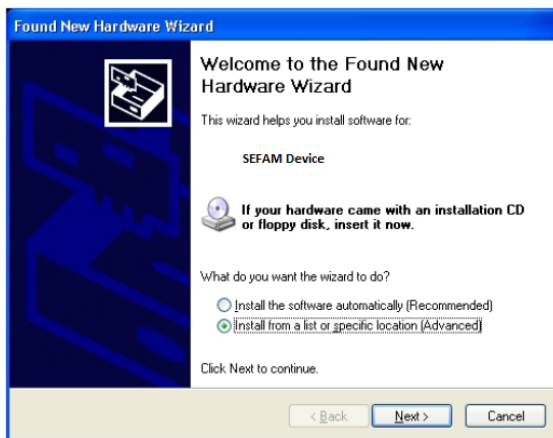 Found New Hardware Wizard
Welcome to the Found New
Hardware Wizard
This wizard helps you install software for:
SEFAM Device
If your hardware came with an installation CD
or floppy disk, insert it now.
What do you want the wizard to do?
Install the software automatically (Recommended)
Install from a list or specific location (Advanced)
Click Next to continue.
< Back Next > Cancel